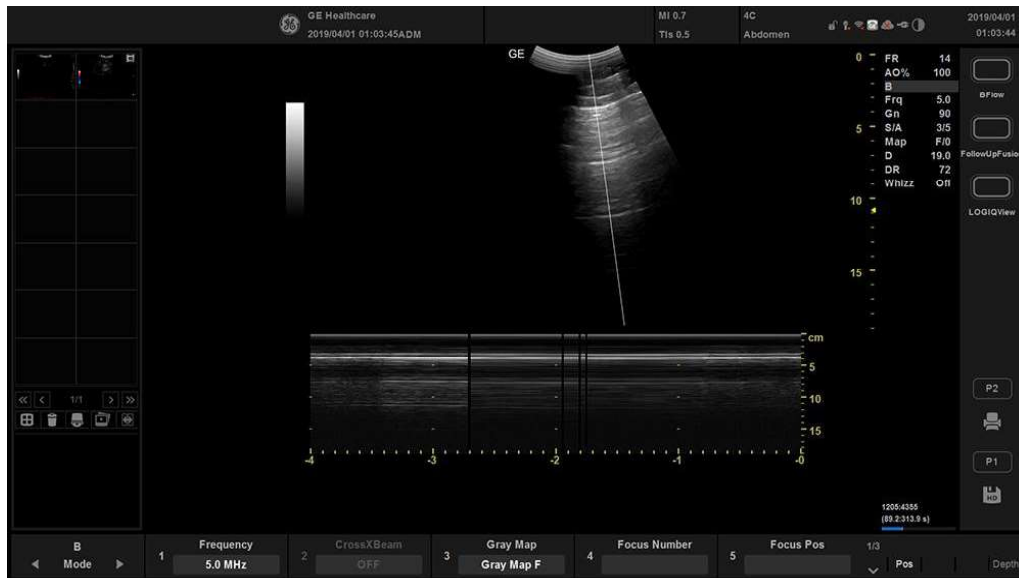 GE Healthcare
2019/04/01 01:03:45ADM
MI 0.7
TIs 0.5
4C
Abdomen
2019/04/01
01:03:44
GE
0
5
10
15
FR 14
AO% 100
B
Frq 5.0
Gn 90
S/A 3/5
Map F/0
D 19.0
DR 72
Whizz Off
BFlow
FollowUpFusio
LOGIQView
cm
5
10
15
-4
-3
-2
-1
-0
1/1
P2
P1
HD
1205:4355
(89.2:313.9 s)
B
Mode
1 Frequency
5.0 MHz
2 CrossXBeam
OFF
3 Gray Map
Gray Map F
4 Focus Number
5 Focus Pos
1/3
Pos
Depth